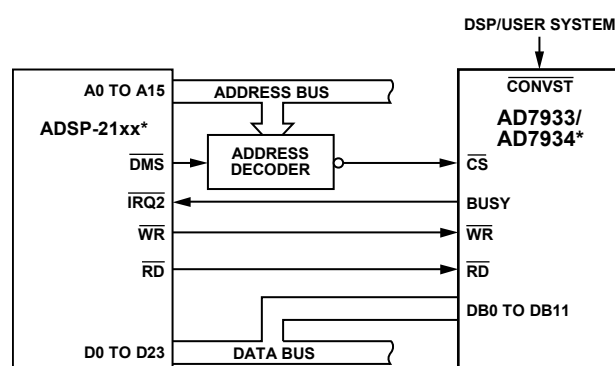 DSP/USER SYSTEM
A0 TO A15
ADDRESS BUS
CONVST
ADSP-21xx*
AD7933/
AD7934*
DMS
ADDRESS
DECODER
CS
IRQ2
BUSY
WR
WR
RD
RD
DB0 TO DB11
D0 TO D23
DATA BUS